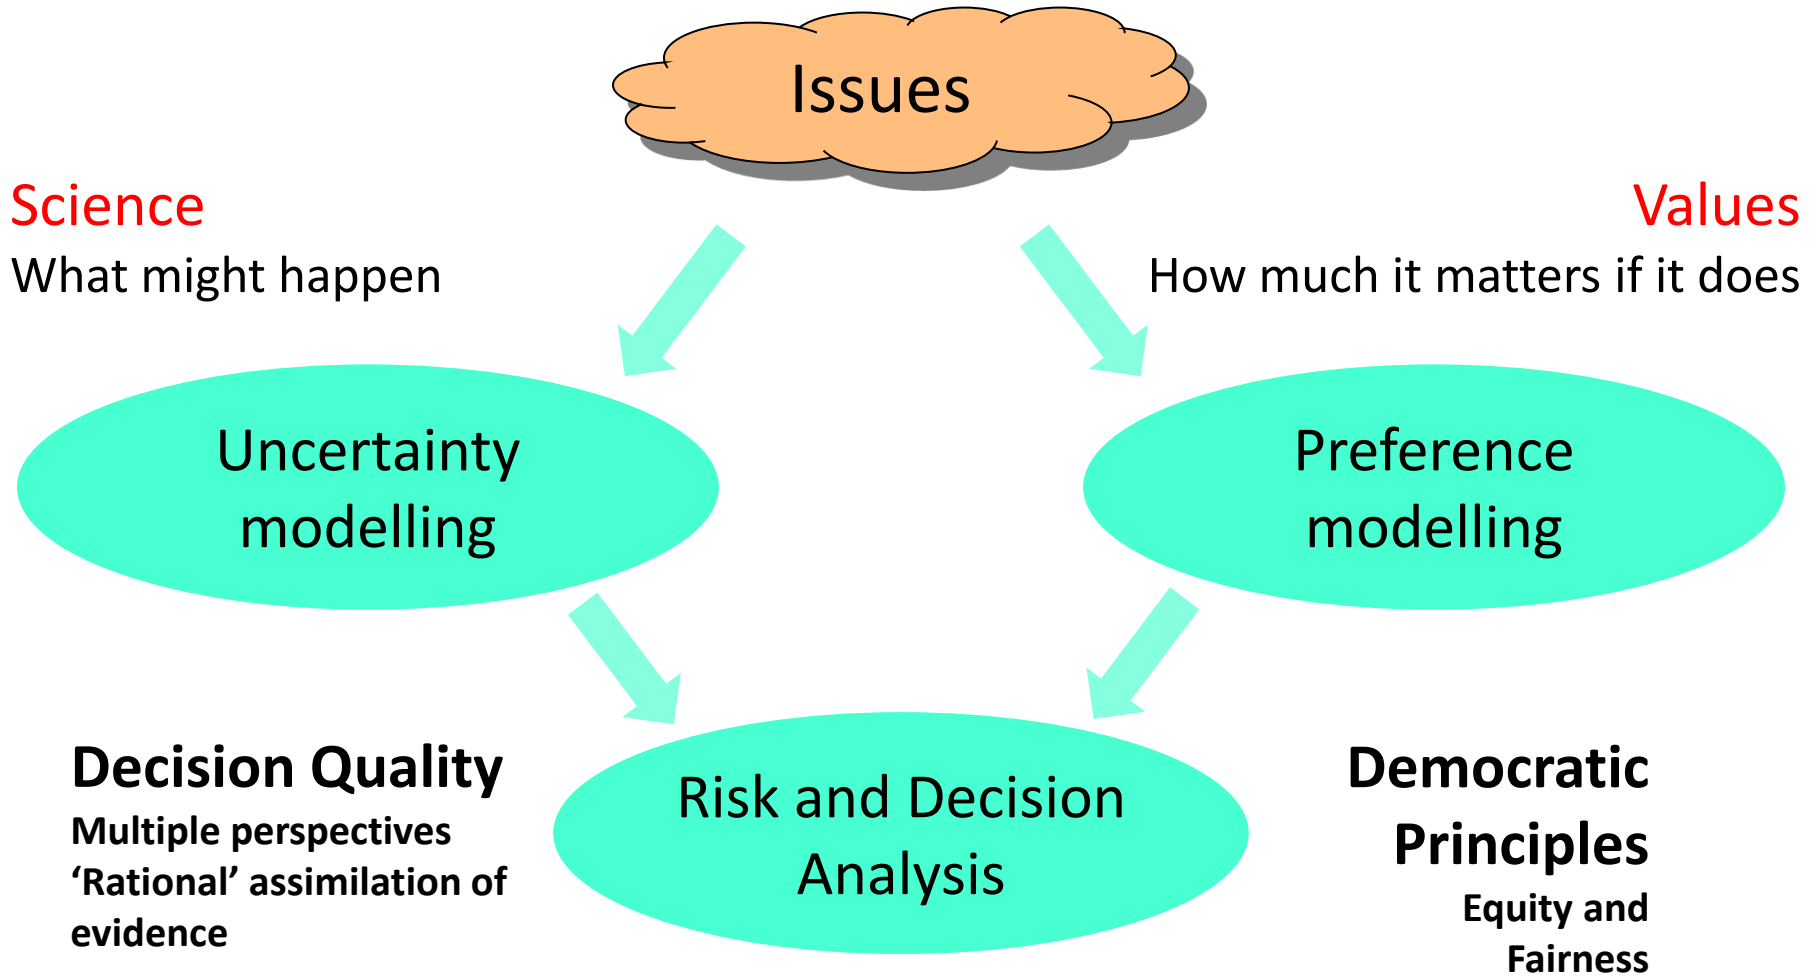 Issues
Science
What might happen
Values
How much it matters if it does
Uncertainty
modelling
Preference
modelling
Decision Quality
Multiple perspectives
‘Rational’ assimilation of
evidence
Risk and Decision
Analysis
Democratic
Principles
Equity and
Fairness